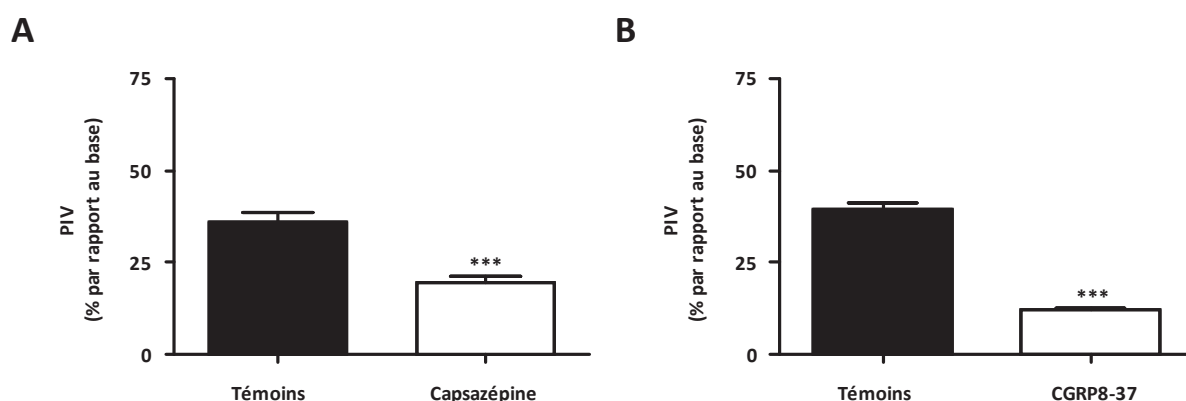 A
75
50
25
0
PIV
(% par rapport au base)
***
Témoins
Capsazépine
B
75
50
25
0
PIV
(% par rapport au base)
***
Témoins
CGRP8-37